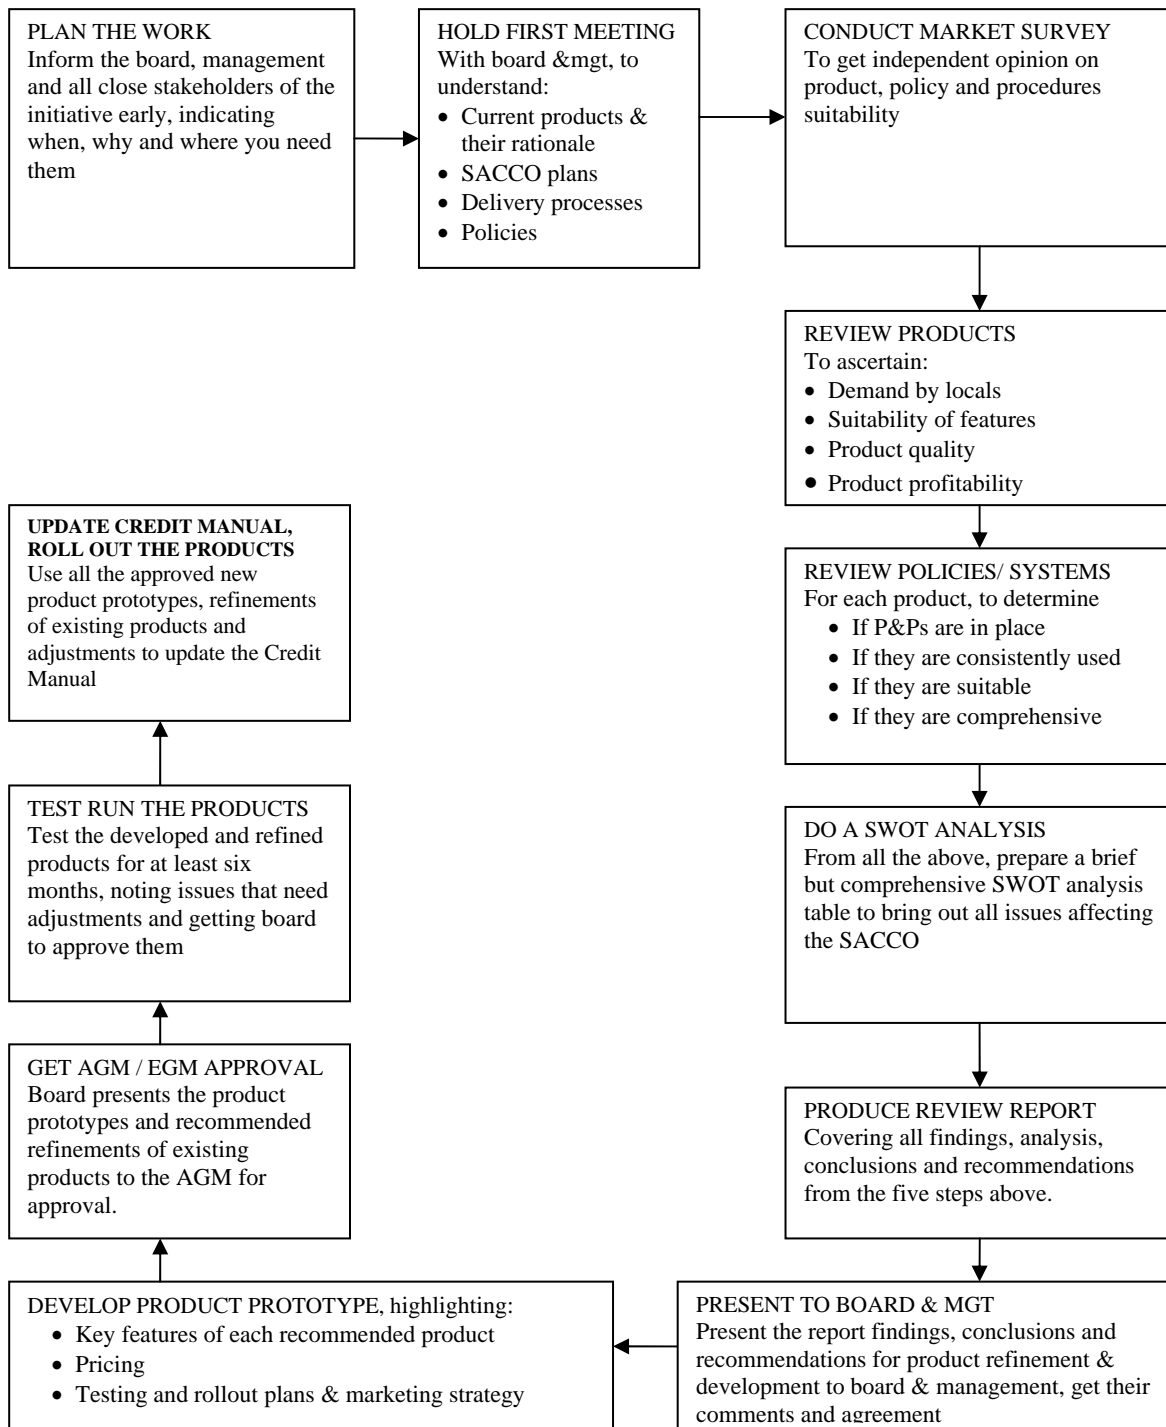 PLAN THE WORK
Inform the board, management
and all close stakeholders of the
initiative early, indicating
when, why and where you need
them
HOLD FIRST MEETING
With board &mgt, to
understand:
• Current products &
their rationale
• SACCO plans
• Delivery processes
• Policies
CONDUCT MARKET SURVEY
To get independent opinion on
product, policy and procedures
suitability
REVIEW PRODUCTS
To ascertain:
• Demand by locals
• Suitability of features
• Product quality
• Product profitability
REVIEW POLICIES/ SYSTEMS
For each product, to determine
• If P&Ps are in place
• If they are consistently used
• If they are suitable
• If they are comprehensive
DO A SWOT ANALYSIS
From all the above, prepare a brief
but comprehensive SWOT analysis
table to bring out all issues affecting
the SACCO
PRODUCE REVIEW REPORT
Covering all findings, analysis,
conclusions and recommendations
from the five steps above.
PRESENT TO BOARD & MGT
Present the report findings, conclusions and
recommendations for product refinement &
development to board & management, get their
comments and agreement
DEVELOP PRODUCT PROTOTYPE, highlighting:
• Key features of each recommended product
• Pricing
• Testing and rollout plans & marketing strategy
GET AGM / EGM APPROVAL
Board presents the product
prototypes and recommended
refinements of existing
products to the AGM for
approval.
TEST RUN THE PRODUCTS
Test the developed and refined
products for at least six
months, noting issues that need
adjustments and getting board
to approve them
UPDATE CREDIT MANUAL,
ROLL OUT THE PRODUCTS
Use all the approved new
product prototypes, refinements
of existing products and
adjustments to update the Credit
Manual